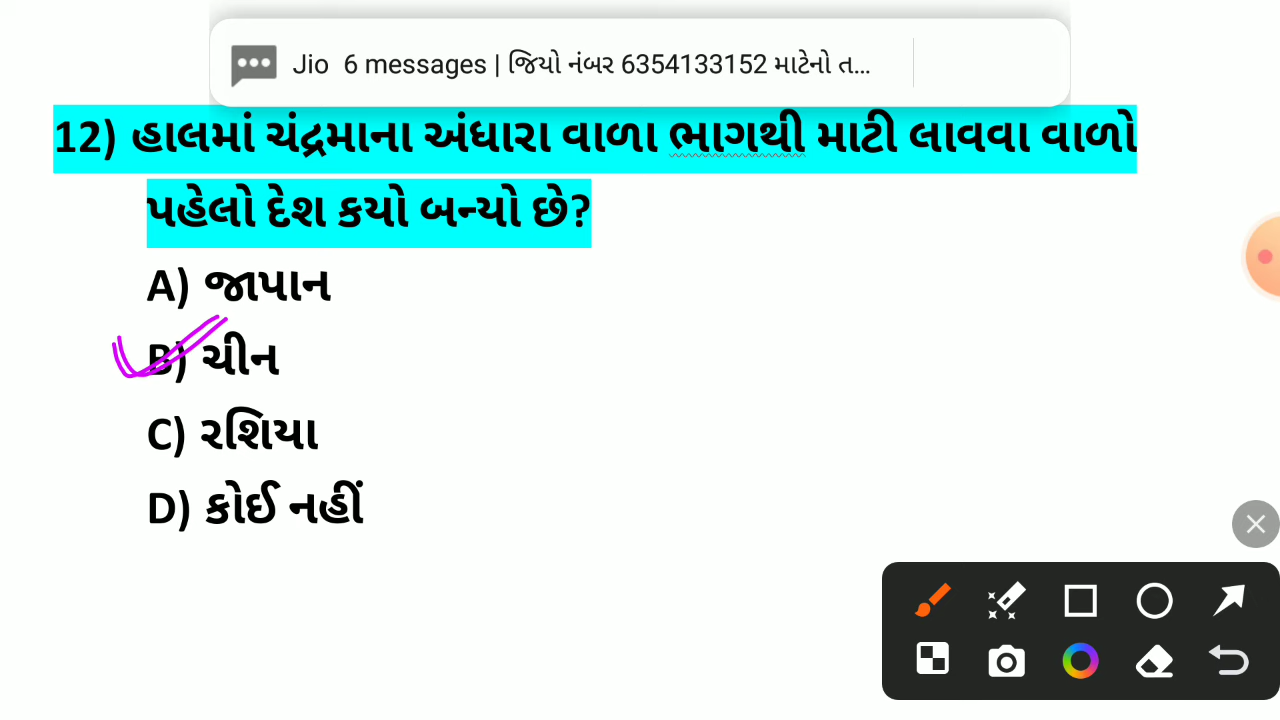 Jio 6 messages | જિયો નંબર 6354133152 માટેનો ત...
12) હાલમાં ચંદ્રમાના અંધારા વાળા ભાગથી માટી લાવવા વાળો
પહેલો દેશ કયો બન્યો છે?
A) જાપાન
B) ચીન
C) રશિયા
D) કોઈ નહીં